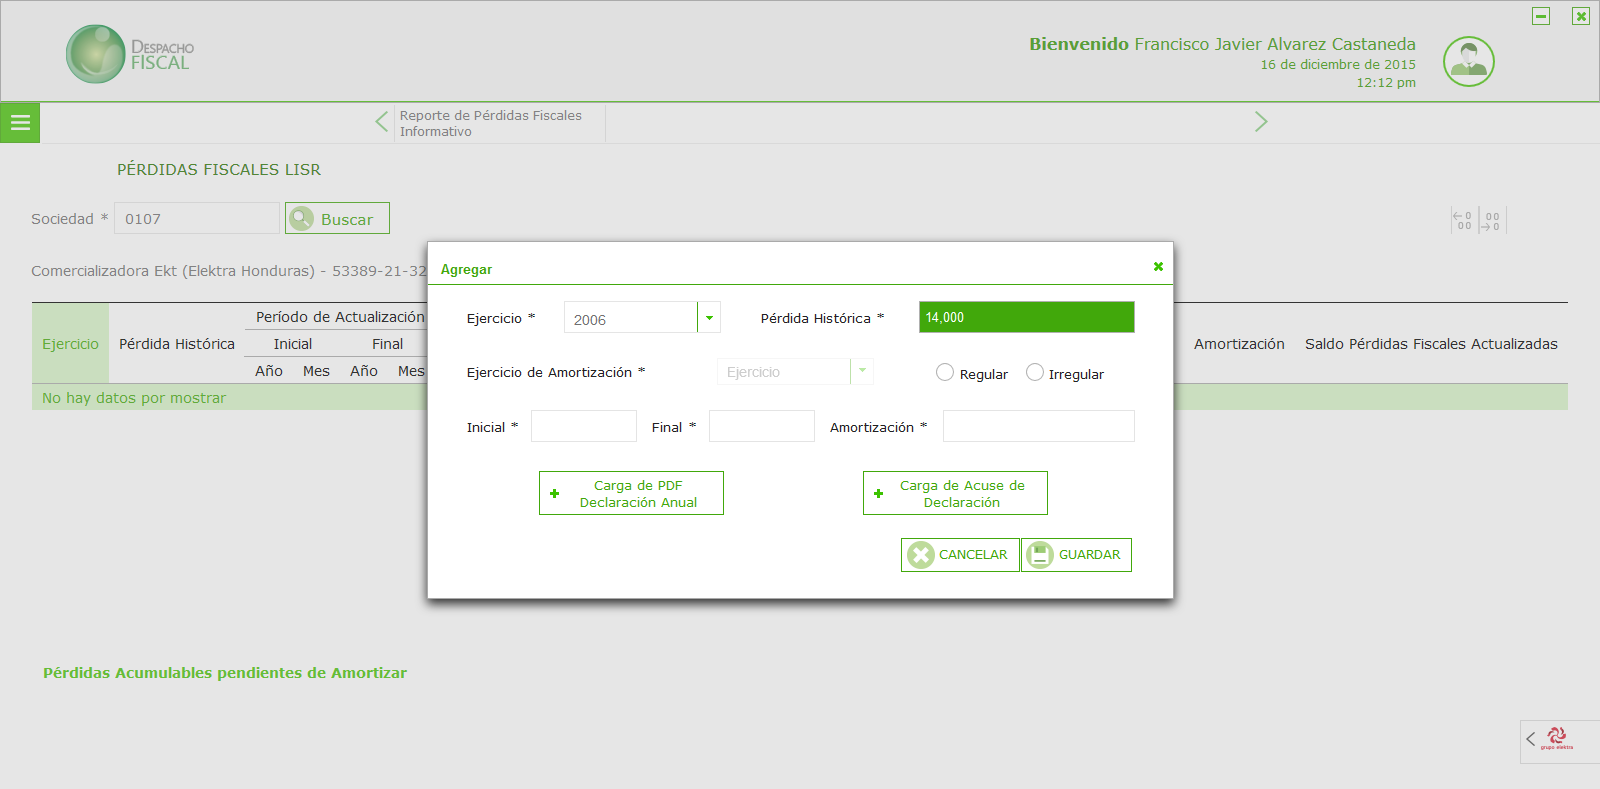 DESPACHO
FISCAL
Bienvenido Francisco Javier Alvarez Castaneda
16 de diciembre de 2015
12:12 pm
Reporte de Pérdidas Fiscales
Informativo
PÉRDIDAS FISCALES LISR
Sociedad * 0107 Buscar
←0 00
00 →0
Comercializadora Ekt (Elektra Honduras) - 53389-21-32
Agregar
Ejercicio * 2006 Pérdida Histórica * 14,000
Ejercicio de Amortización * Ejercicio Regular Irregular
Inicial * Final * Amortización *
+ Carga de PDF
Declaración Anual
+ Carga de Acuse de
Declaración
CANCELAR GUARDAR
Período de Actualización
Ejercicio Pérdida Histórica Inicial Final Amortización Saldo Pérdidas Fiscales Actualizadas
Año Mes Año Mes
No hay datos por mostrar
Pérdidas Acumulables pendientes de Amortizar
grupo elektra